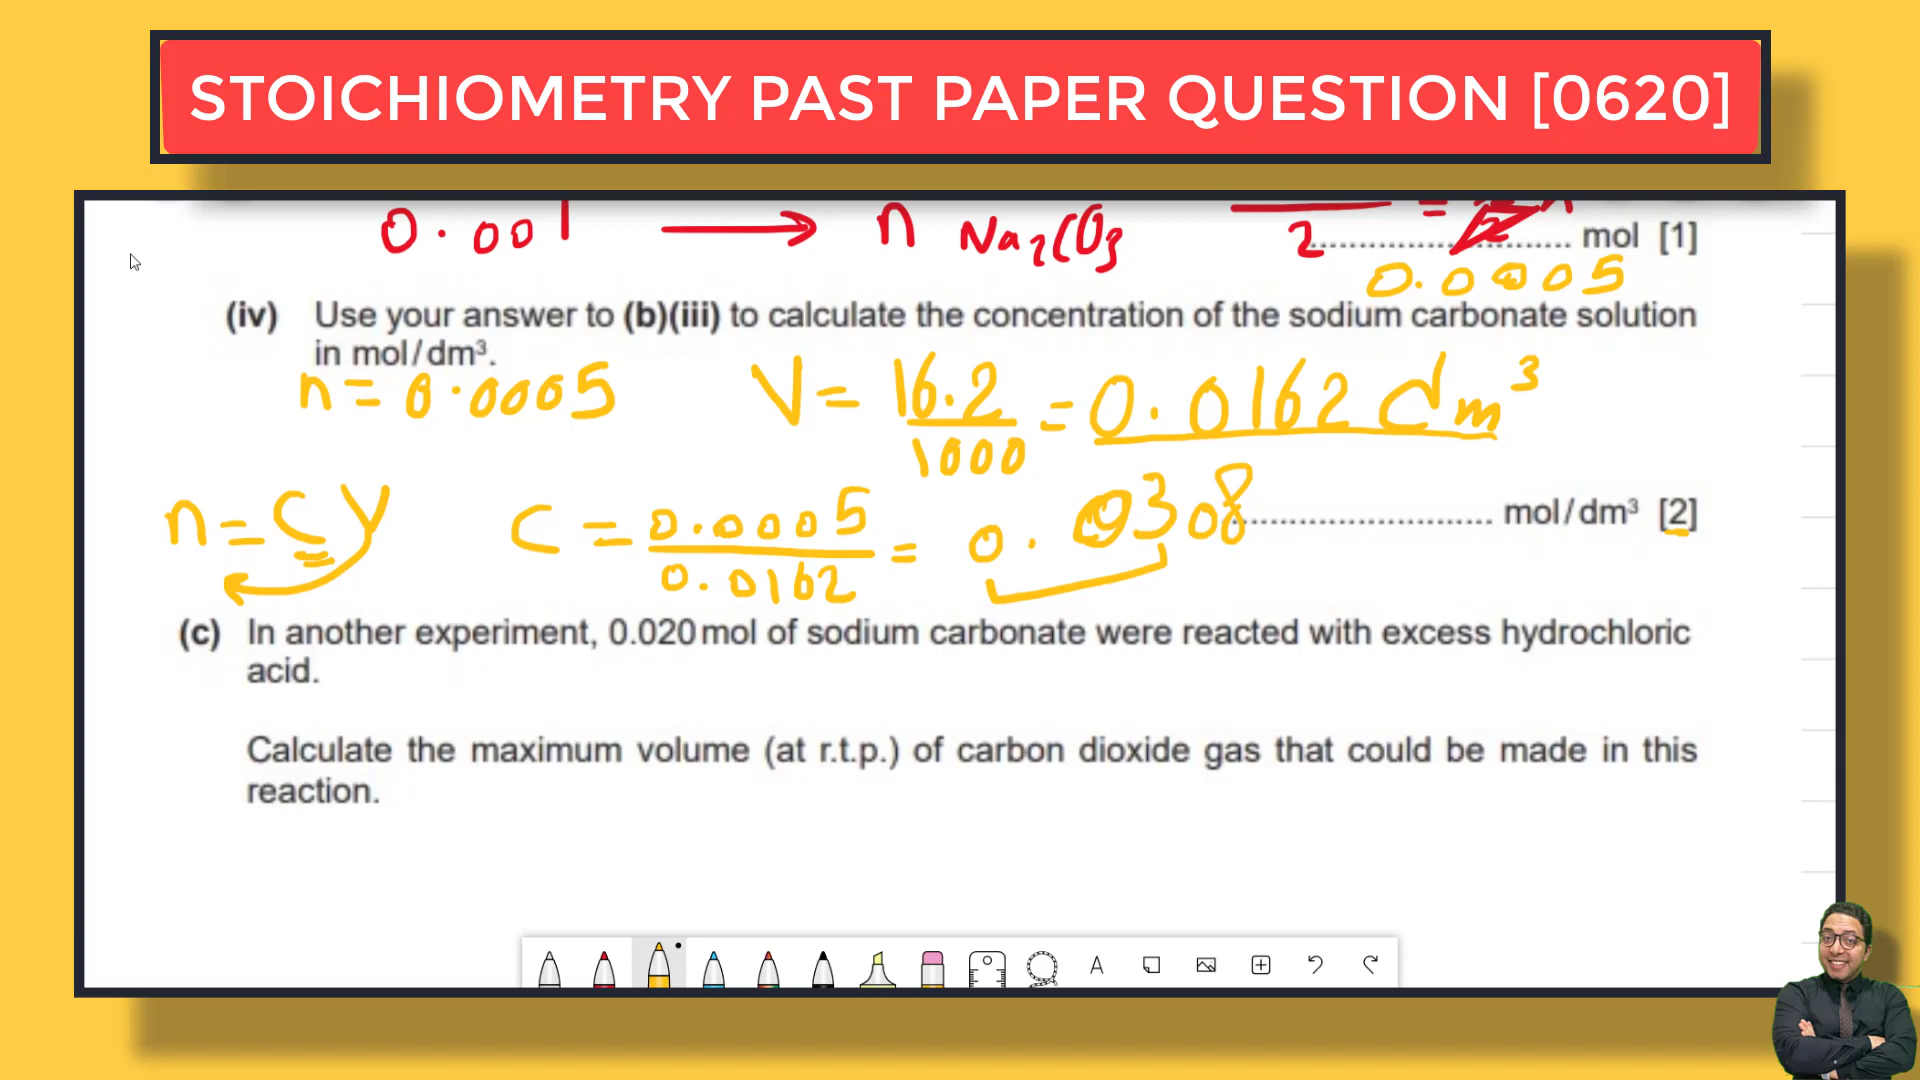 STOICHIOMETRY PAST PAPER QUESTION [0620]
0.001 → n Na2CO3
2 ........................ mol [1]
0.0005
(iv) Use your answer to (b)(iii) to calculate the concentration of the sodium carbonate solution
in mol/dm³.
n = 0.0005 V = 16.2/1000 = 0.0162 dm³
n = CV C = 0.0005/0.0162 = 0.0308 ........................ mol/dm³ [2]
(c) In another experiment, 0.020 mol of sodium carbonate were reacted with excess hydrochloric
acid.
Calculate the maximum volume (at r.t.p.) of carbon dioxide gas that could be made in this
reaction.
A